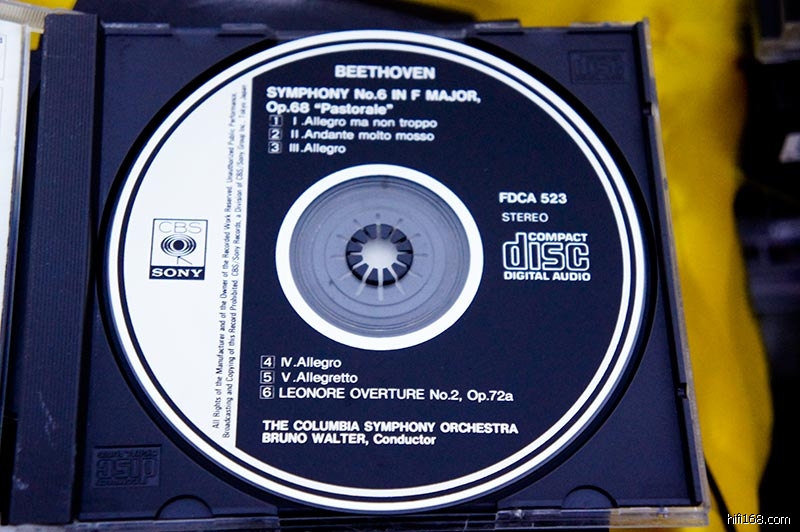 BEETHOVEN
SYMPHONY No.6 IN F MAJOR,
Op.68 "Pastorale"
1 I.Allegro ma non troppo
2 II.Andante molto mosso
3 III.Allegro
FDCA 523
STEREO
COMPACT
disc
DIGITAL AUDIO
CBS
SONY
All Rights of the Manufacturer and of the Owner of the Recorded Work Reserved. Unauthorized Public Performance,
Broadcasting and Copying of this Record Prohibited. CBS/Sony Records, a Division of CBS/Sony Group Inc. Tokyo Japan
4 IV.Allegro
5 V.Allegretto
6 LEONORE OVERTURE No.2, Op.72a
THE COLUMBIA SYMPHONY ORCHESTRA
BRUNO WALTER, Conductor
disc
hifi168.com